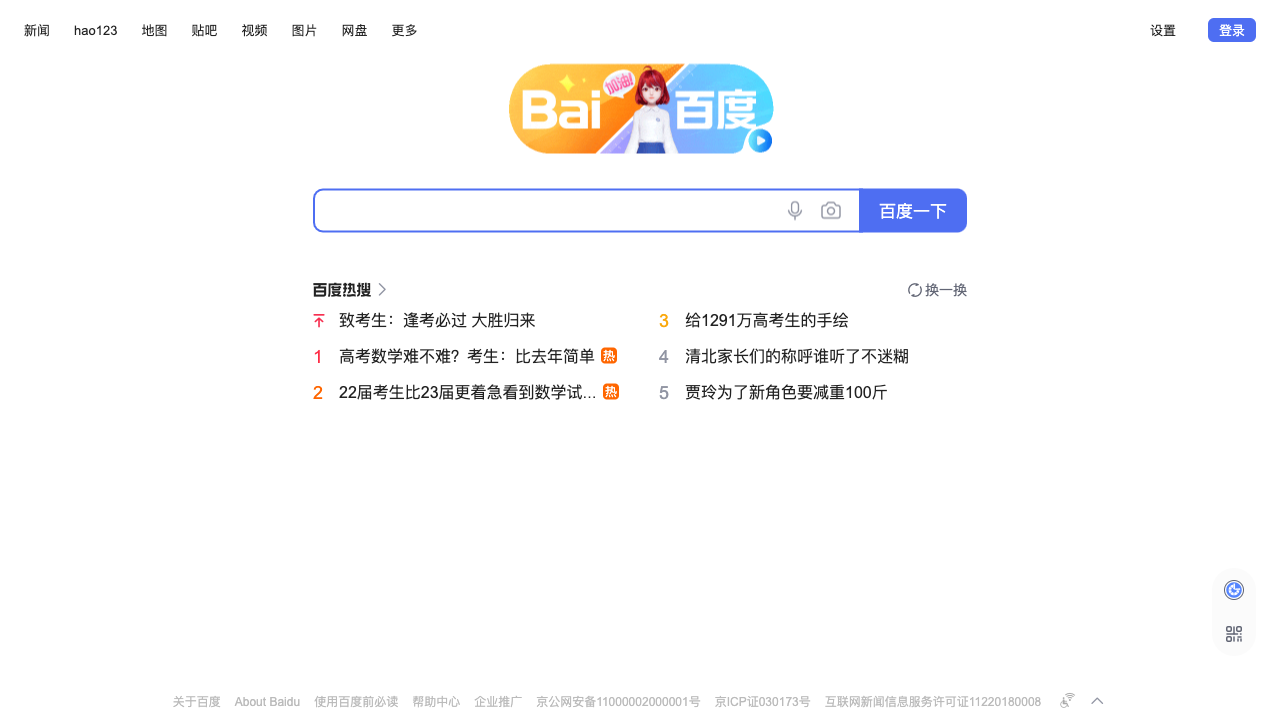 新闻 hao123 地图 贴吧 视频 图片 网盘 更多 设置 登录
加油!
Bai 百度
百度一下
百度热搜 换一换
致考生：逢考必过 大胜归来
1 高考数学难不难？考生：比去年简单 热
2 22届考生比23届更着急看到数学试... 热
3 给1291万高考生的手绘
4 清北家长们的称呼谁听了不迷糊
5 贾玲为了新角色要减重100斤
关于百度 About Baidu 使用百度前必读 帮助中心 企业推广 京公网安备11000002000001号 京ICP证030173号 互联网新闻信息服务许可证11220180008